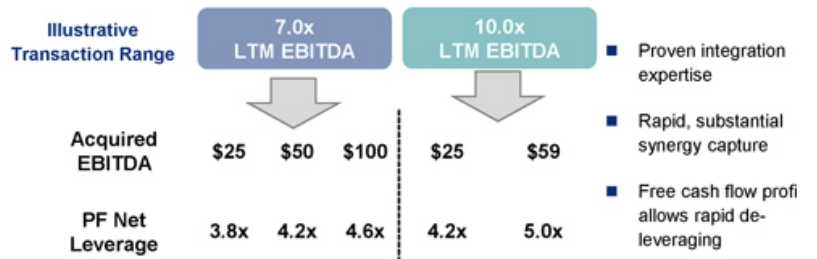 Illustrative
Transaction Range
7.0x
LTM EBITDA
10.0x
LTM EBITDA
Acquired
EBITDA
$25 $50 $100 $25 $59
PF Net
Leverage
3.8x 4.2x 4.6x 4.2x 5.0x
■ Proven integration
expertise
■ Rapid, substantial
synergy capture
■ Free cash flow profi
allows rapid de-
leveraging